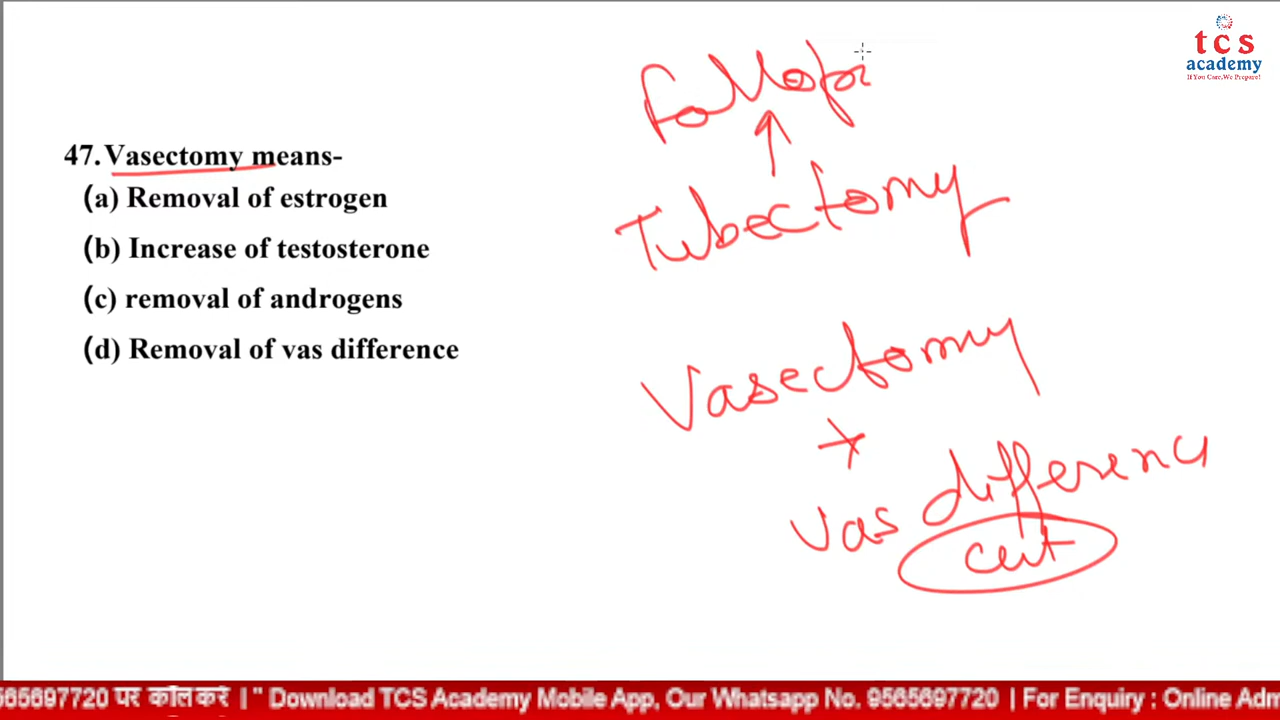 tcs
academy
If You Care,We Prepare!
Fallopi
47. Vasectomy means-
(a) Removal of estrogen
(b) Increase of testosterone
(c) removal of androgens
(d) Removal of vas difference
Tubectomy
Vasectomy
Vas difference
cut
565697720 पर कॉल करें | " Download TCS Academy Mobile App, Our Whatsapp No. 9565697720 | For Enquiry : Online Adm